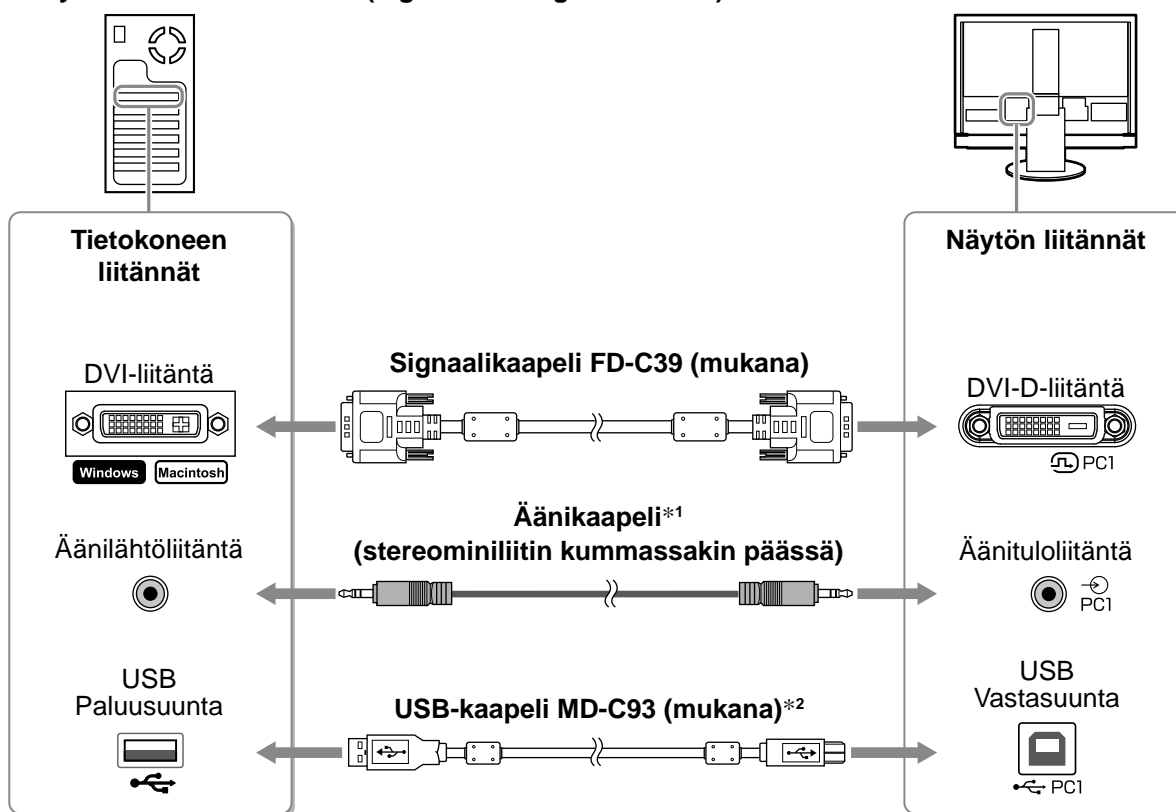 Tietokoneen
liitännät
Näytön liitännät
Signaalikaapeli FD-C39 (mukana)
DVI-liitäntä
DVI-D-liitäntä
Windows Macintosh
PC1
Äänikaapeli*1
(stereominiliitin kummassakin päässä)
Äänilähtöliitäntä
Äänituloliitäntä
PC1
USB
Paluusuunta
USB-kaapeli MD-C93 (mukana)*2
USB
Vastasuunta
PC1